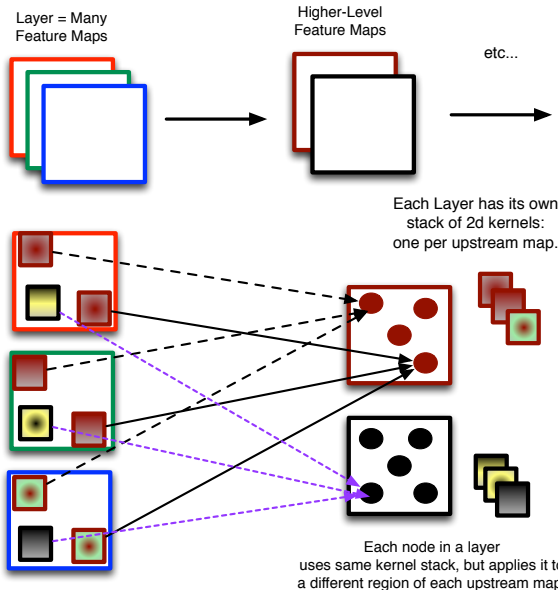 Layer = Many
Feature Maps
Higher-Level
Feature Maps
etc...
Each Layer has its own
stack of 2d kernels:
one per upstream map.
Each node in a layer
uses same kernel stack, but applies it to
a different region of each upstream map